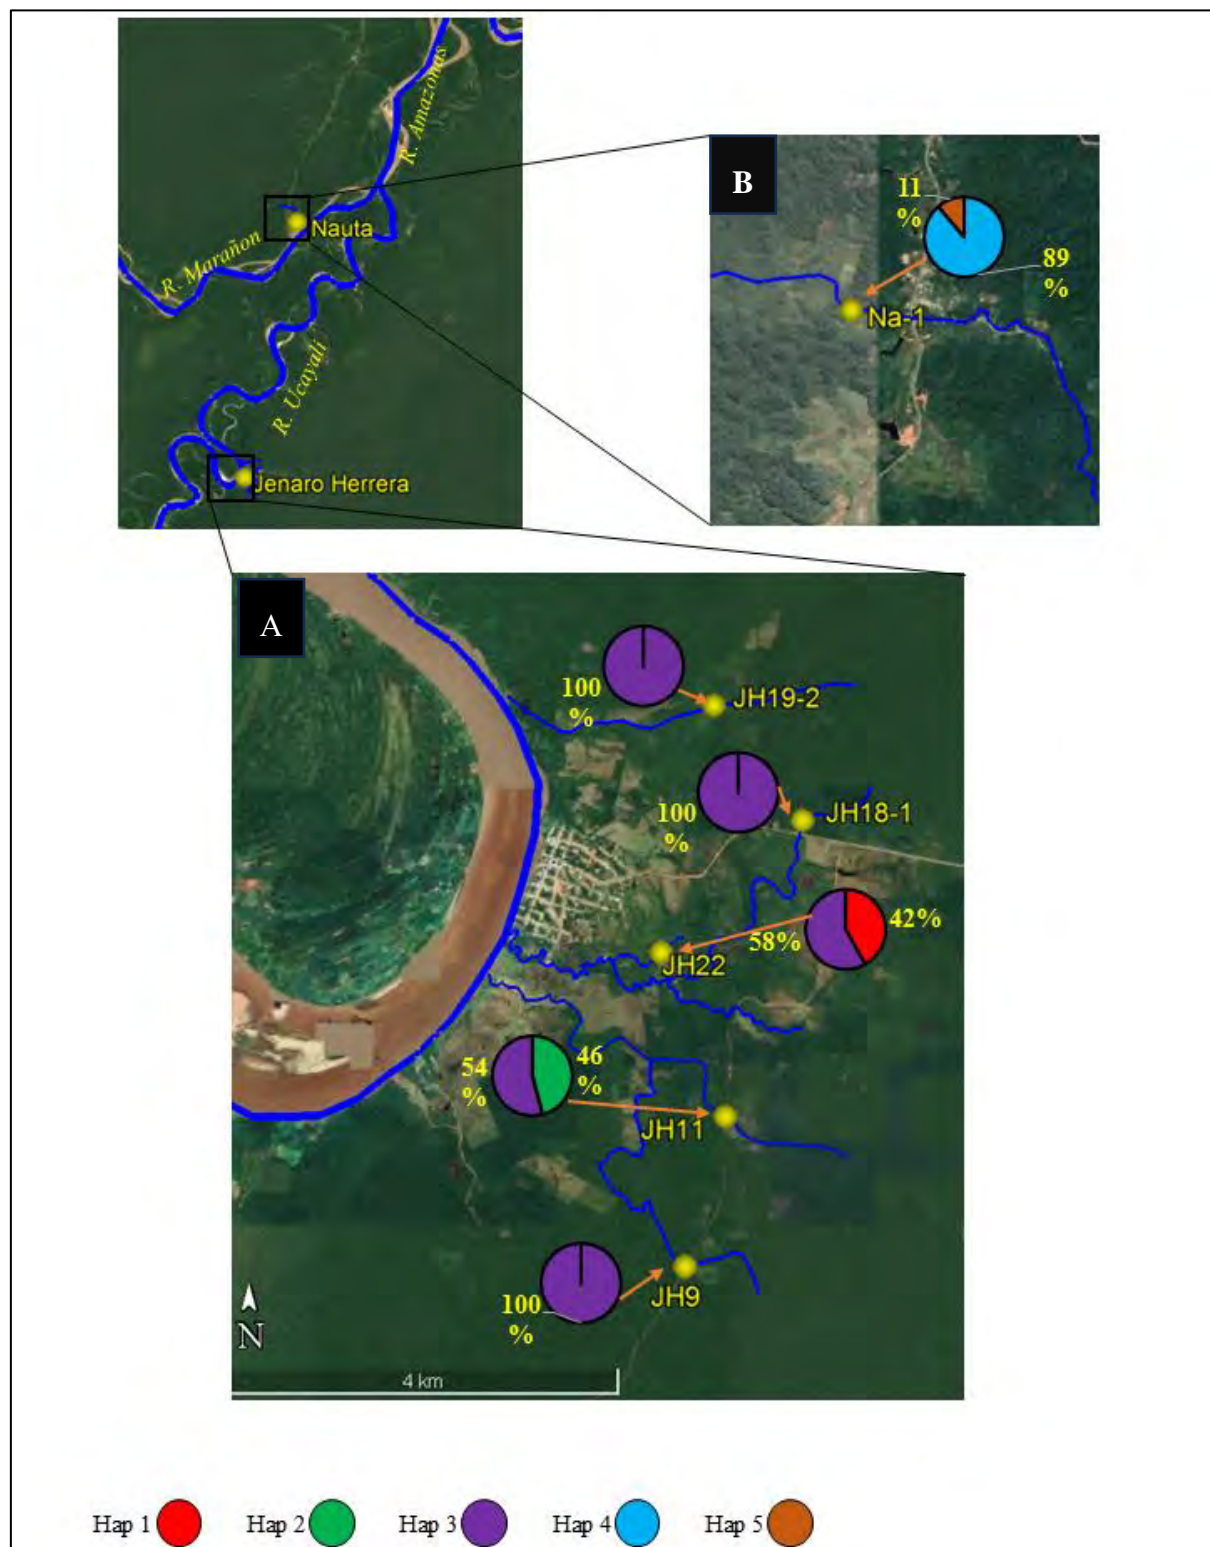 R. Amazonas
Nauta
R. Marañon
R. Ucayali
Jenaro Herrera
B
11
%
89
%
Na-1
A
100
%
JH19-2
100
%
JH18-1
42%
58%
JH22
54
%
46
%
JH11
JH9
100
%
N
4 km
Hap 1
Hap 2
Hap 3
Hap 4
Hap 5